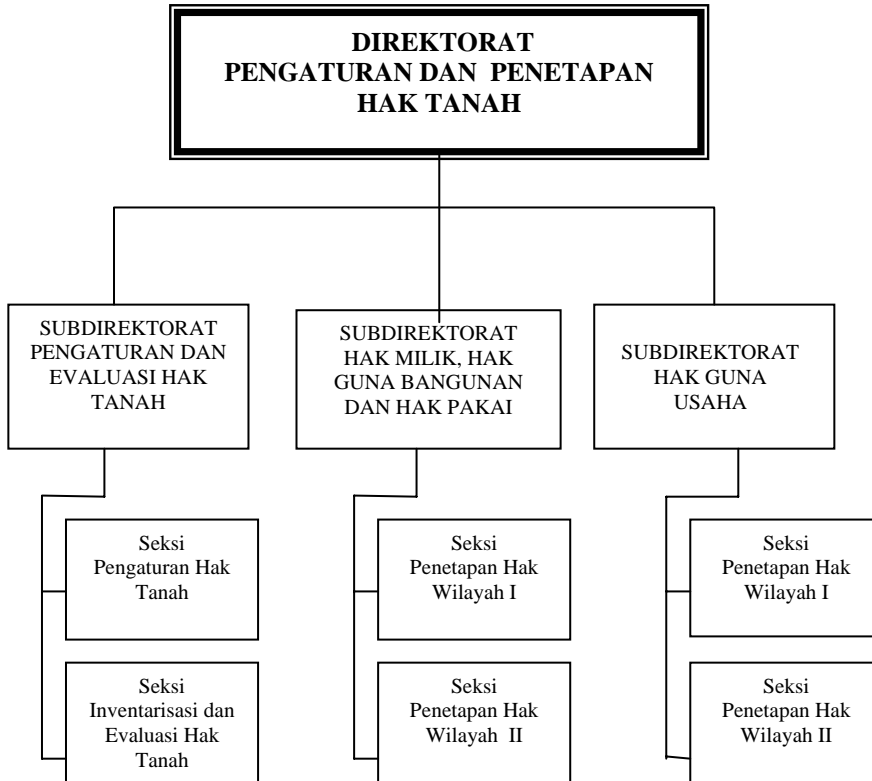 DIREKTORAT
PENGATURAN DAN PENETAPAN
HAK TANAH
SUBDIREKTORAT
PENGATURAN DAN
EVALUASI HAK
TANAH
SUBDIREKTORAT
HAK MILIK, HAK
GUNA BANGUNAN
DAN HAK PAKAI
SUBDIREKTORAT
HAK GUNA
USAHA
Seksi
Pengaturan Hak
Tanah
Seksi
Penetapan Hak
Wilayah I
Seksi
Penetapan Hak
Wilayah I
Seksi
Inventarisasi dan
Evaluasi Hak
Tanah
Seksi
Penetapan Hak
Wilayah II
Seksi
Penetapan Hak
Wilayah II